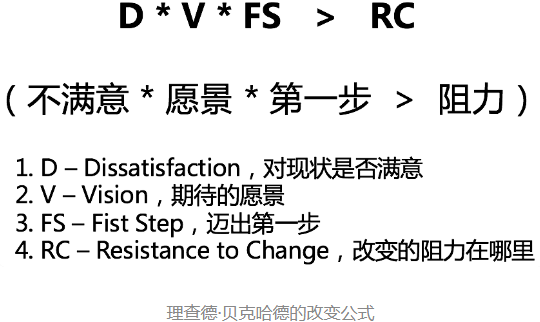 D * V * FS > RC
（不满意 * 愿景 * 第一步 > 阻力）
1. D – Dissatisfaction，对现状是否满意
2. V – Vision，期待的愿景
3. FS – Fist Step，迈出第一步
4. RC – Resistance to Change，改变的阻力在哪里
理查德·贝克哈德的改变公式